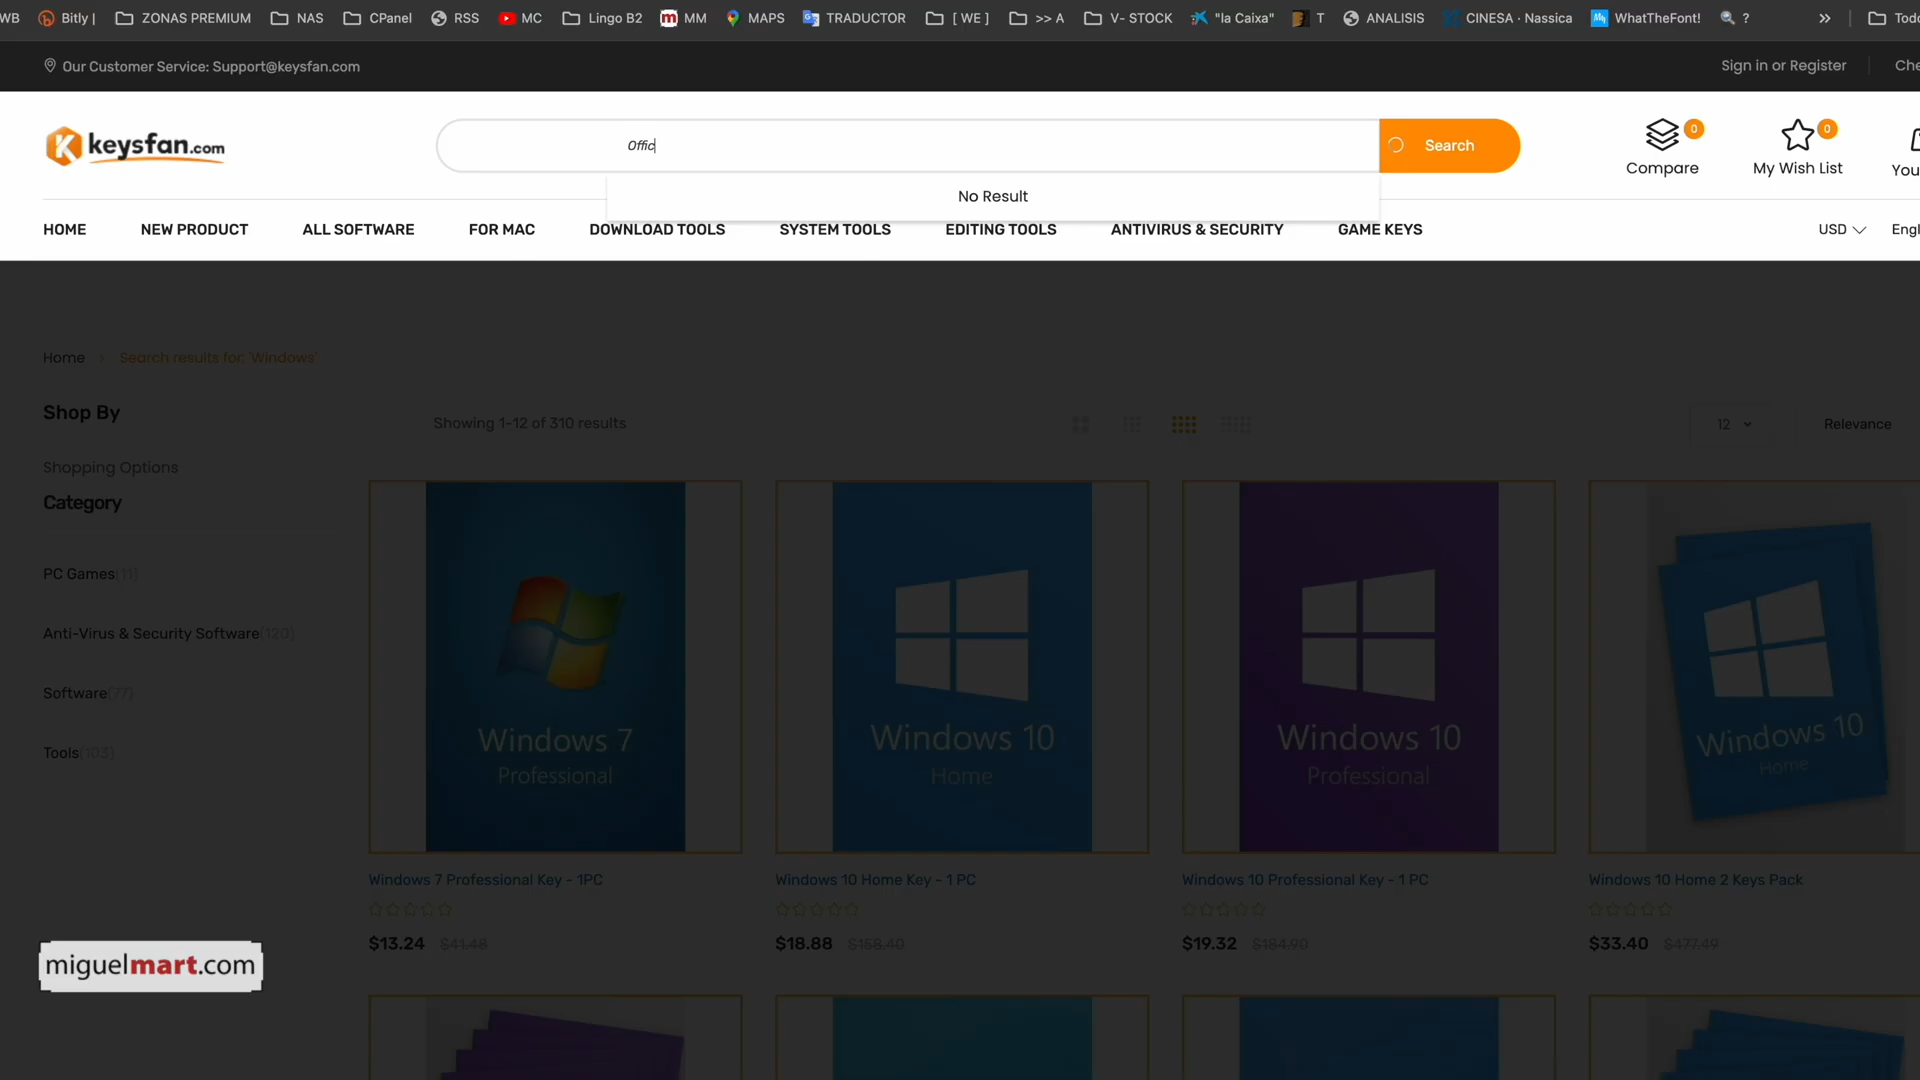 WB Bitly | ZONAS PREMIUM NAS CPanel RSS MC Lingo B2 MM MAPS TRADUCTOR [ WE ] >> A V- STOCK "la Caixa" T ANALISIS CINESA · Nassica WhatTheFont! ? » Todo
Our Customer Service: Support@keysfan.com Sign in or Register Che
keysfan.com
Offic
Search
0
Compare
0
My Wish List
You
No Result
HOME NEW PRODUCT ALL SOFTWARE FOR MAC DOWNLOAD TOOLS SYSTEM TOOLS EDITING TOOLS ANTIVIRUS & SECURITY GAME KEYS USD Engl
Home > Search results for: 'Windows'
Shop By
Showing 1-12 of 310 results 12 Relevance
Shopping Options
Category
PC Games(11)
Anti-Virus & Security Software(120)
Software(77)
Tools(103)
Windows 7
Professional
Windows 10
Home
Windows 10
Professional
Windows 10
Home
Windows 7 Professional Key - 1PC
$13.24 $41.48
Windows 10 Home Key - 1 PC
$18.88 $158.40
Windows 10 Professional Key - 1 PC
$19.32 $184.90
Windows 10 Home 2 Keys Pack
$33.40 $477.49
miguelmart.com